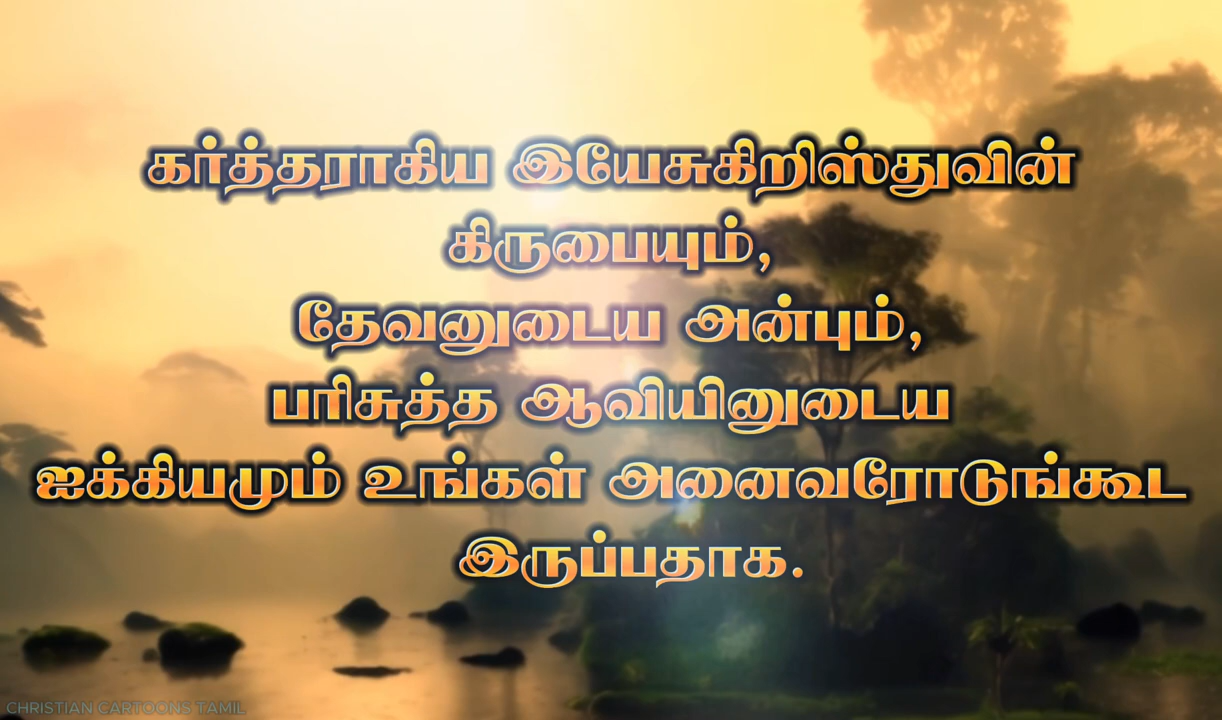 கர்த்தராகிய இயேசுகிறிஸ்துவின்
கிருபையும்,
தேவனுடைய அன்பும்,
பரிசுத்த ஆவியினுடைய
ஐக்கியமும் உங்கள் அனைவரோடுங்கூட
இருப்பதாக.
CHRISTIAN CARTOONS TAMIL